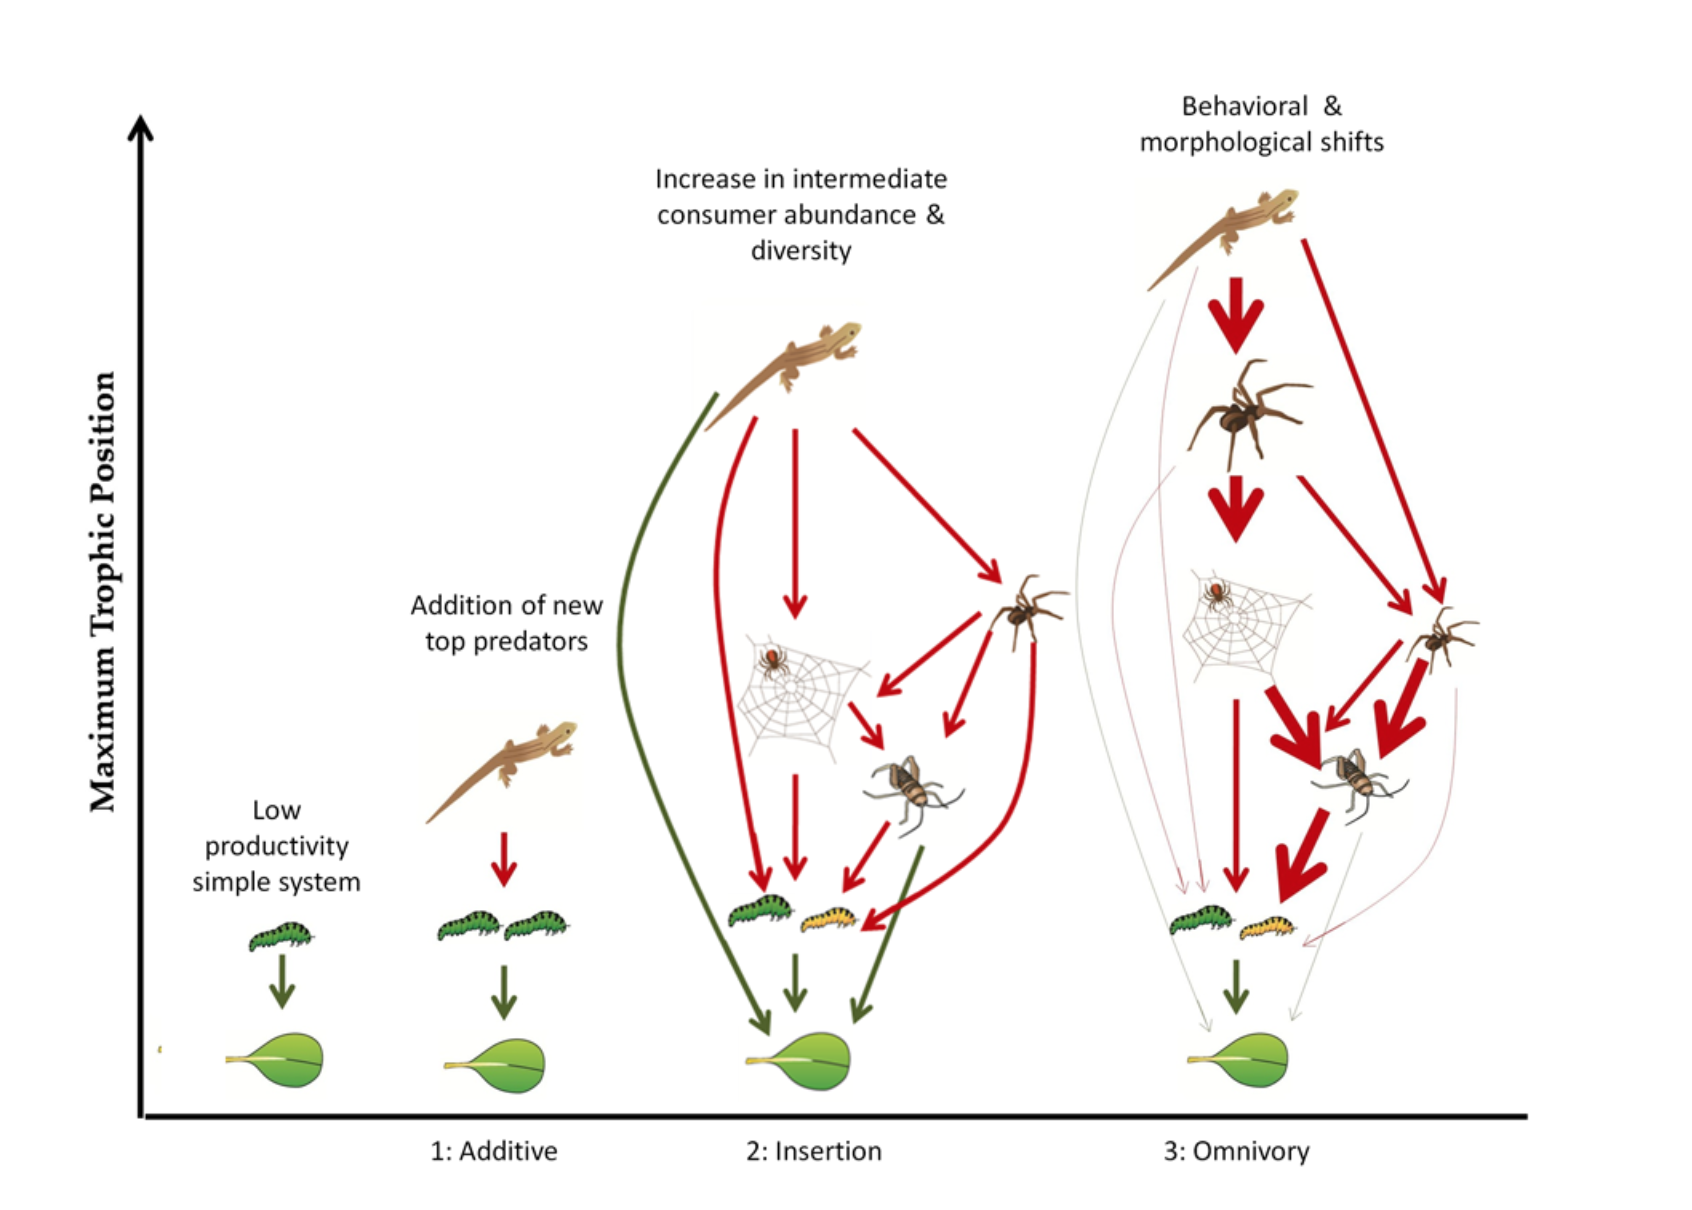 Maximum Trophic Position
Low
productivity
simple system
Addition of new
top predators
Increase in intermediate
consumer abundance &
diversity
Behavioral &
morphological shifts
1: Additive
2: Insertion
3: Omnivory